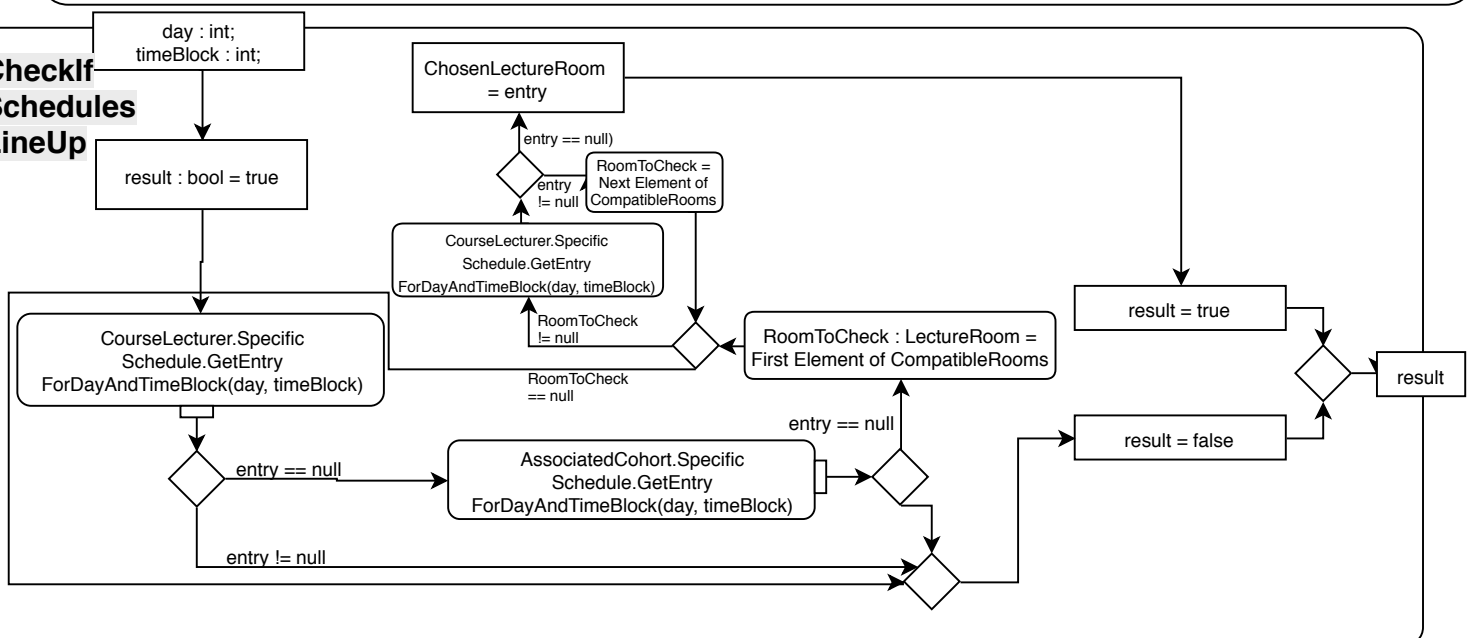 day : int;
timeBlock : int;
CheckIf
Schedules
LineUp
result : bool = true
ChosenLectureRoom
= entry
entry == null)
RoomToCheck =
Next Element of
CompatibleRooms
entry
!= null
CourseLecturer.Specific
Schedule.GetEntry
ForDayAndTimeBlock(day, timeBlock)
RoomToCheck
!= null
RoomToCheck : LectureRoom =
First Element of CompatibleRooms
result = true
CourseLecturer.Specific
Schedule.GetEntry
ForDayAndTimeBlock(day, timeBlock)
RoomToCheck
== null
result
entry == null
result = false
entry == null
AssociatedCohort.Specific
Schedule.GetEntry
ForDayAndTimeBlock(day, timeBlock)
entry != null